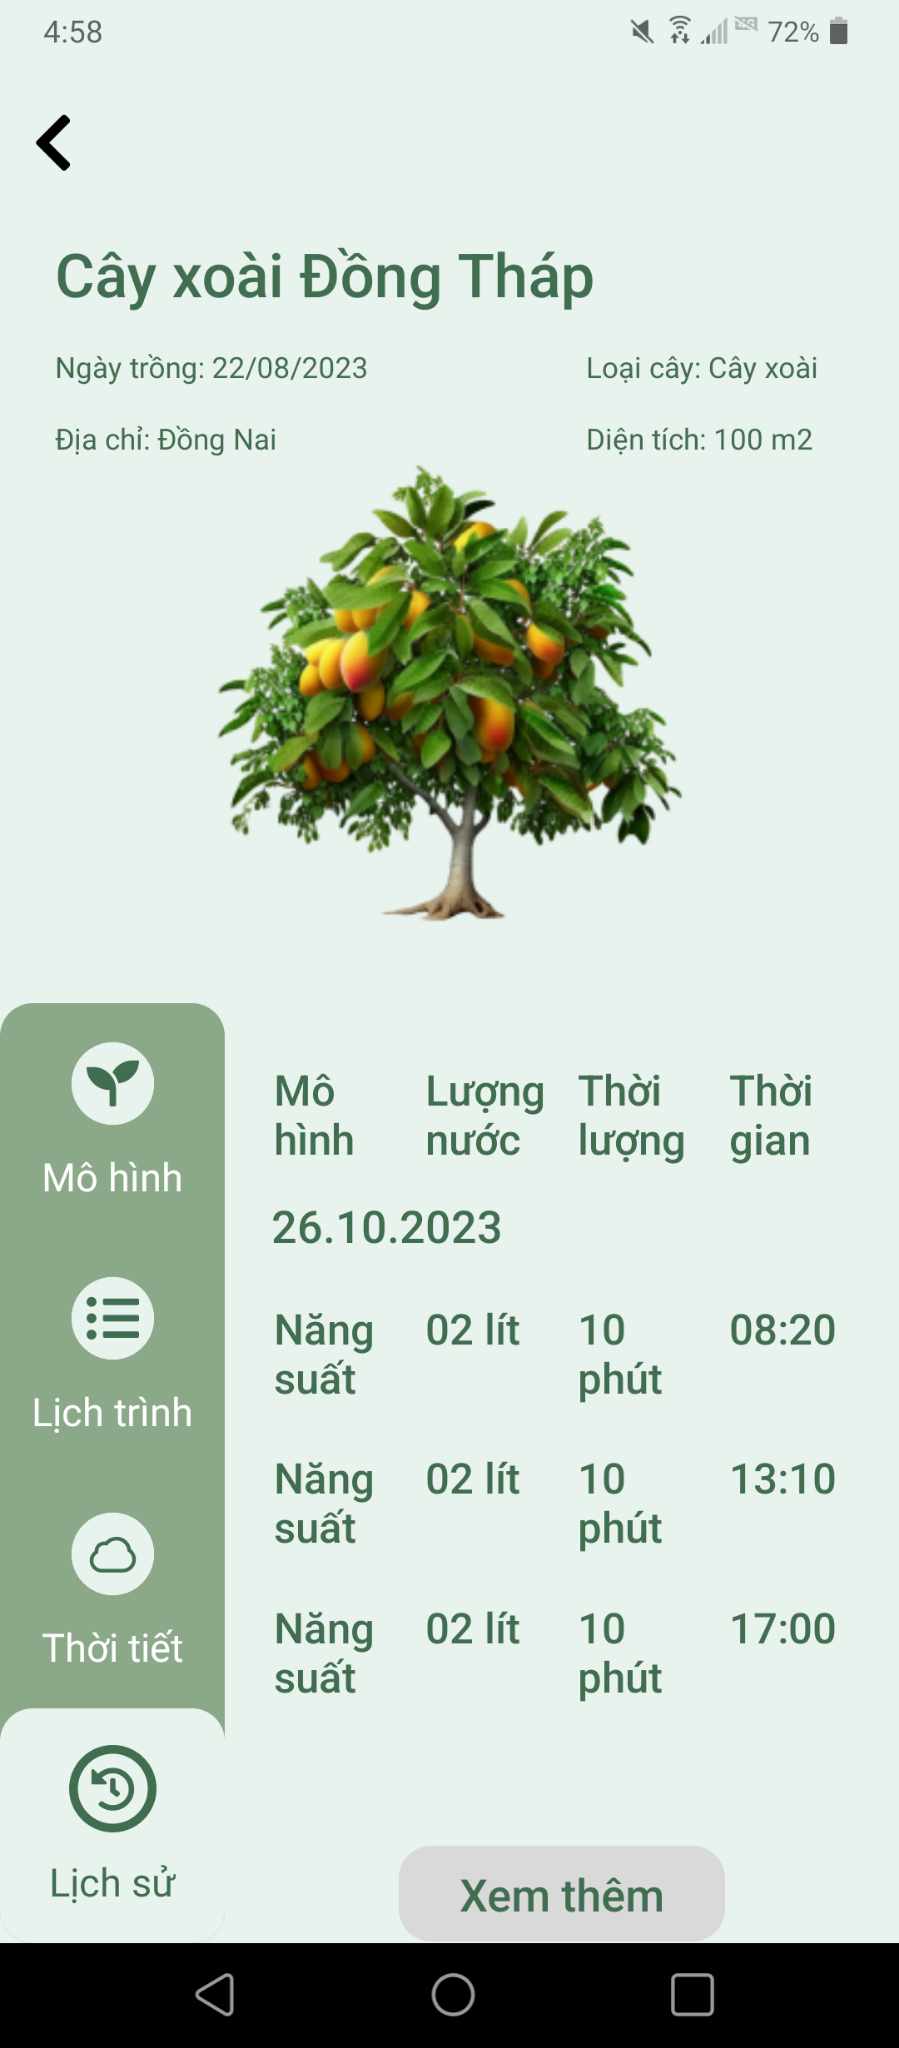 4:58
72%
Cây xoài Đồng Tháp
Ngày trồng: 22/08/2023
Loại cây: Cây xoài
Địa chỉ: Đồng Nai
Diện tích: 100 m2
Mô hình
Lịch trình
Thời tiết
Lịch sử
Mô Lượng Thời Thời
hình nước lượng gian
26.10.2023
Năng 02 lít 10 08:20
suất phút
Năng 02 lít 10 13:10
suất phút
Năng 02 lít 10 17:00
suất phút
Xem thêm